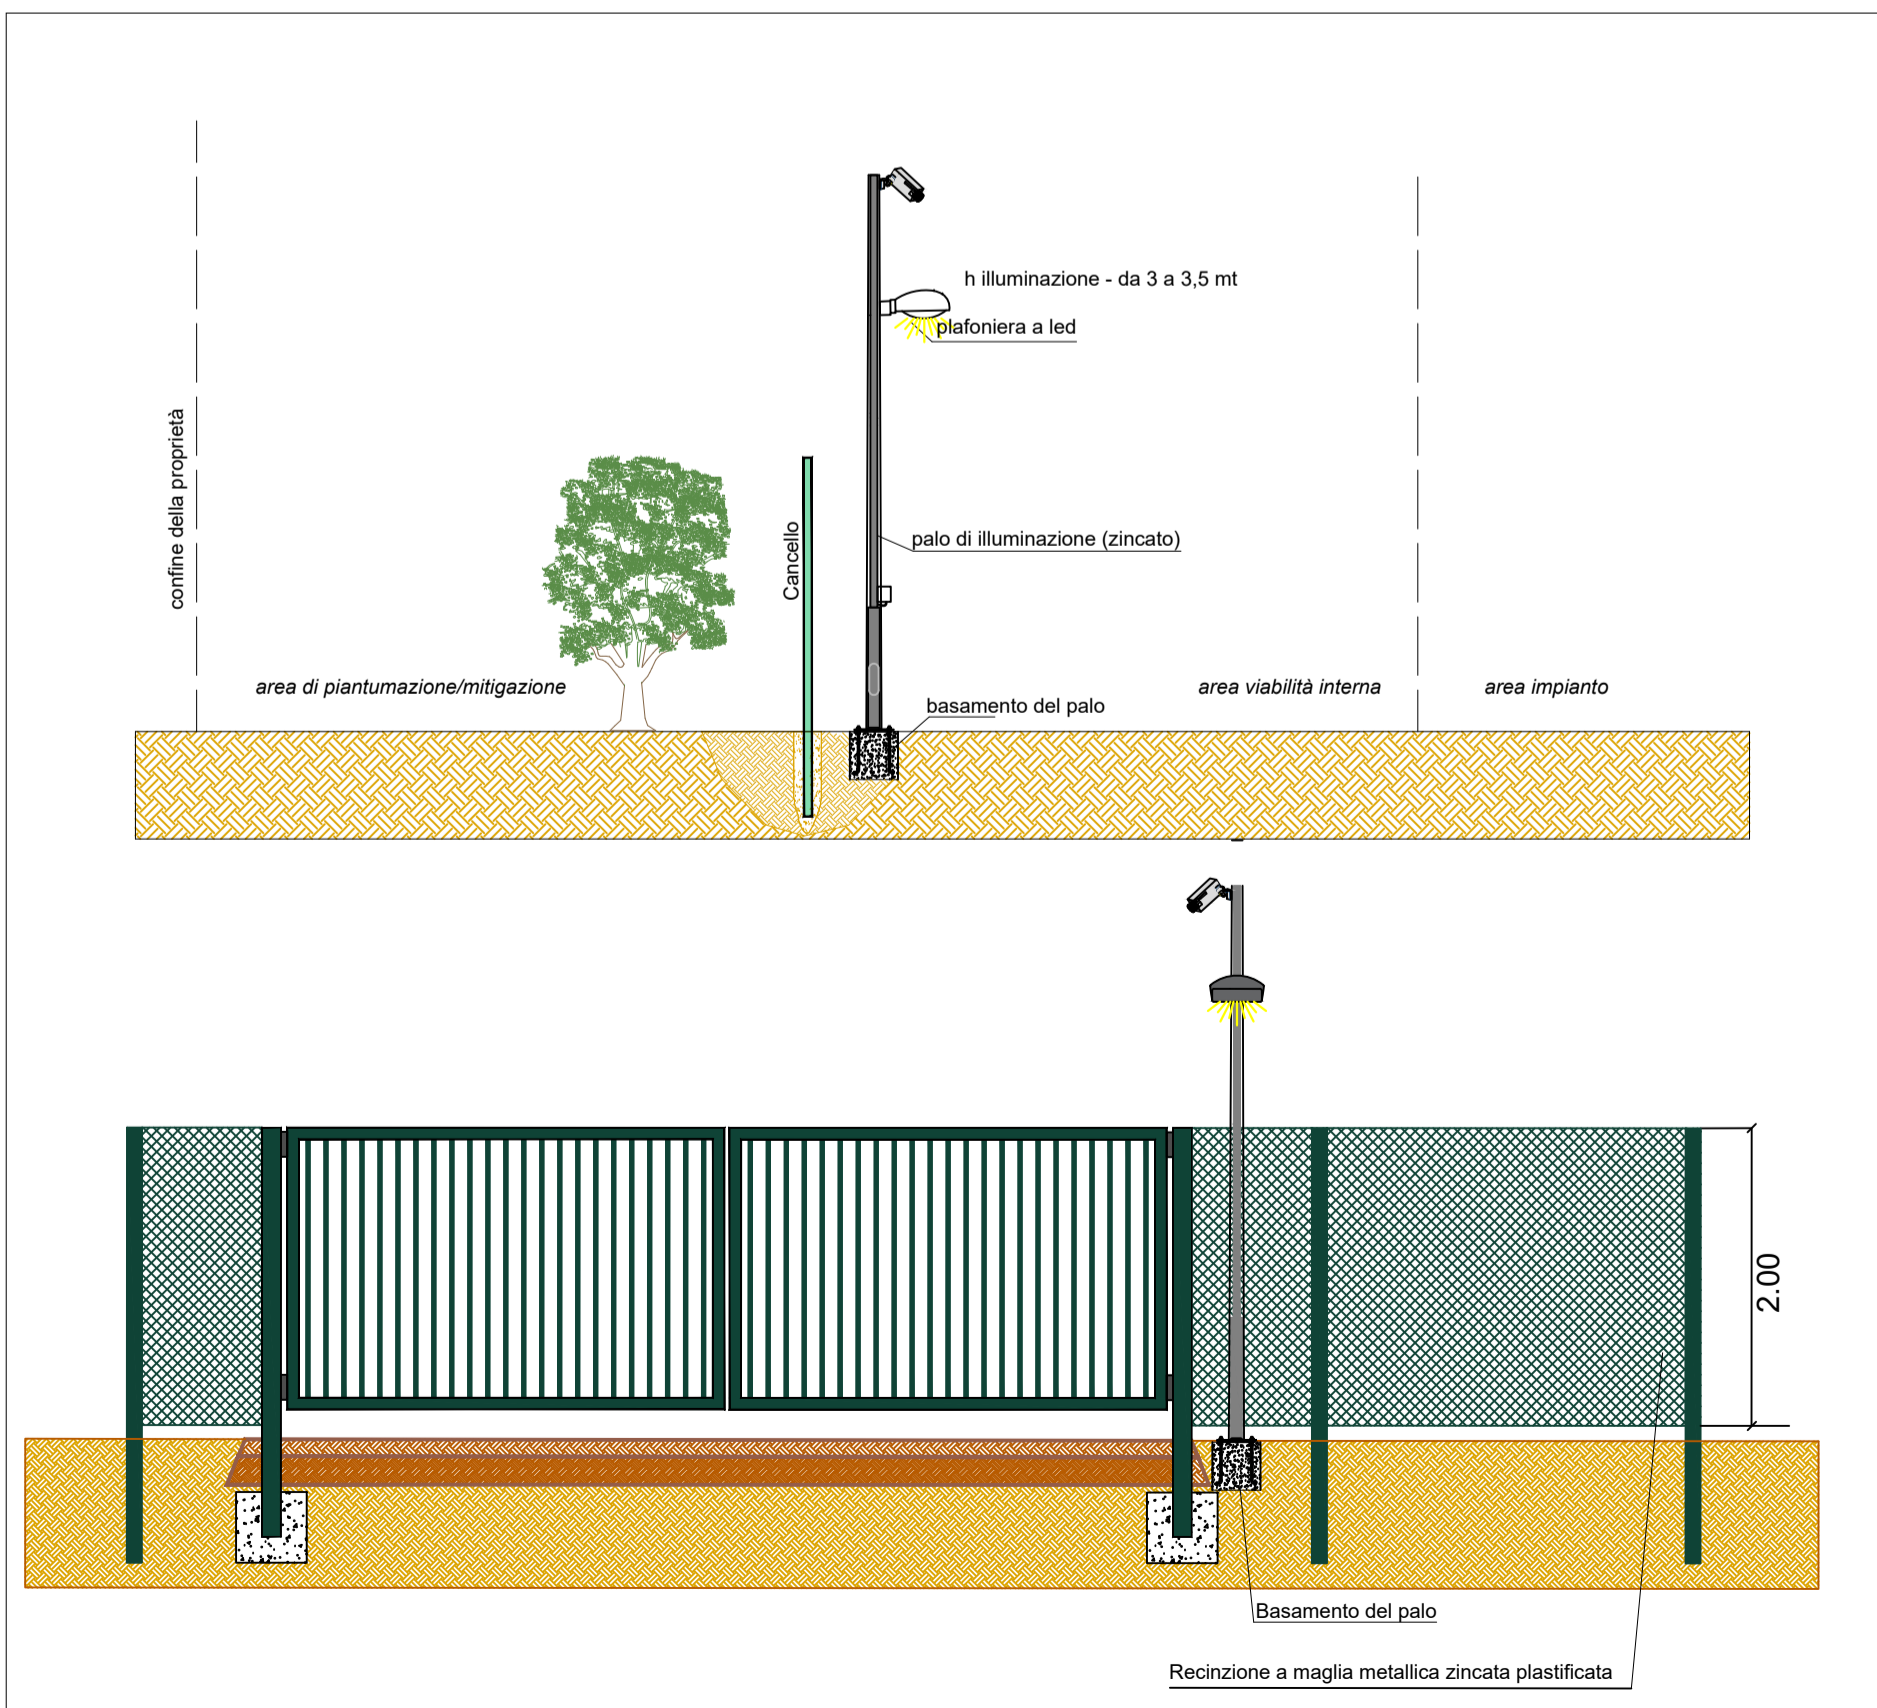 h illuminazione - da 3 a 3,5 mt
plafoniera a led
confine della proprietà
Cancello
palo di illuminazione (zincato)
area di piantumazione/mitigazione
basamento del palo
area viabilità interna
area impianto
2.00
Basamento del palo
Recinzione a maglia metallica zincata plastificata